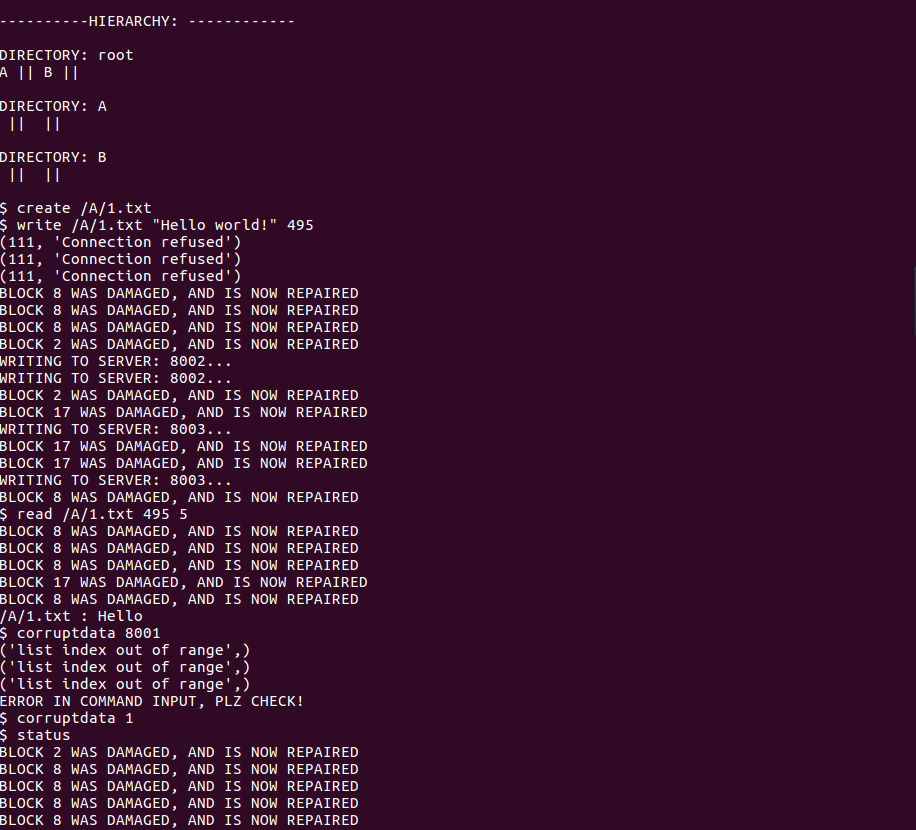 ----------HIERARCHY: ------------
DIRECTORY: root
A || B ||
DIRECTORY: A
||  ||
DIRECTORY: B
||  ||
$ create /A/1.txt
$ write /A/1.txt "Hello world!" 495
(111, 'Connection refused')
(111, 'Connection refused')
(111, 'Connection refused')
BLOCK 8 WAS DAMAGED, AND IS NOW REPAIRED
BLOCK 8 WAS DAMAGED, AND IS NOW REPAIRED
BLOCK 8 WAS DAMAGED, AND IS NOW REPAIRED
BLOCK 2 WAS DAMAGED, AND IS NOW REPAIRED
WRITING TO SERVER: 8002...
WRITING TO SERVER: 8002...
BLOCK 2 WAS DAMAGED, AND IS NOW REPAIRED
BLOCK 17 WAS DAMAGED, AND IS NOW REPAIRED
WRITING TO SERVER: 8003...
BLOCK 17 WAS DAMAGED, AND IS NOW REPAIRED
BLOCK 17 WAS DAMAGED, AND IS NOW REPAIRED
WRITING TO SERVER: 8003...
BLOCK 8 WAS DAMAGED, AND IS NOW REPAIRED
$ read /A/1.txt 495 5
BLOCK 8 WAS DAMAGED, AND IS NOW REPAIRED
BLOCK 8 WAS DAMAGED, AND IS NOW REPAIRED
BLOCK 8 WAS DAMAGED, AND IS NOW REPAIRED
BLOCK 17 WAS DAMAGED, AND IS NOW REPAIRED
BLOCK 8 WAS DAMAGED, AND IS NOW REPAIRED
/A/1.txt : Hello
$ corruptdata 8001
('list index out of range',)
('list index out of range',)
('list index out of range',)
ERROR IN COMMAND INPUT, PLZ CHECK!
$ corruptdata 1
$ status
BLOCK 2 WAS DAMAGED, AND IS NOW REPAIRED
BLOCK 8 WAS DAMAGED, AND IS NOW REPAIRED
BLOCK 8 WAS DAMAGED, AND IS NOW REPAIRED
BLOCK 8 WAS DAMAGED, AND IS NOW REPAIRED
BLOCK 8 WAS DAMAGED, AND IS NOW REPAIRED